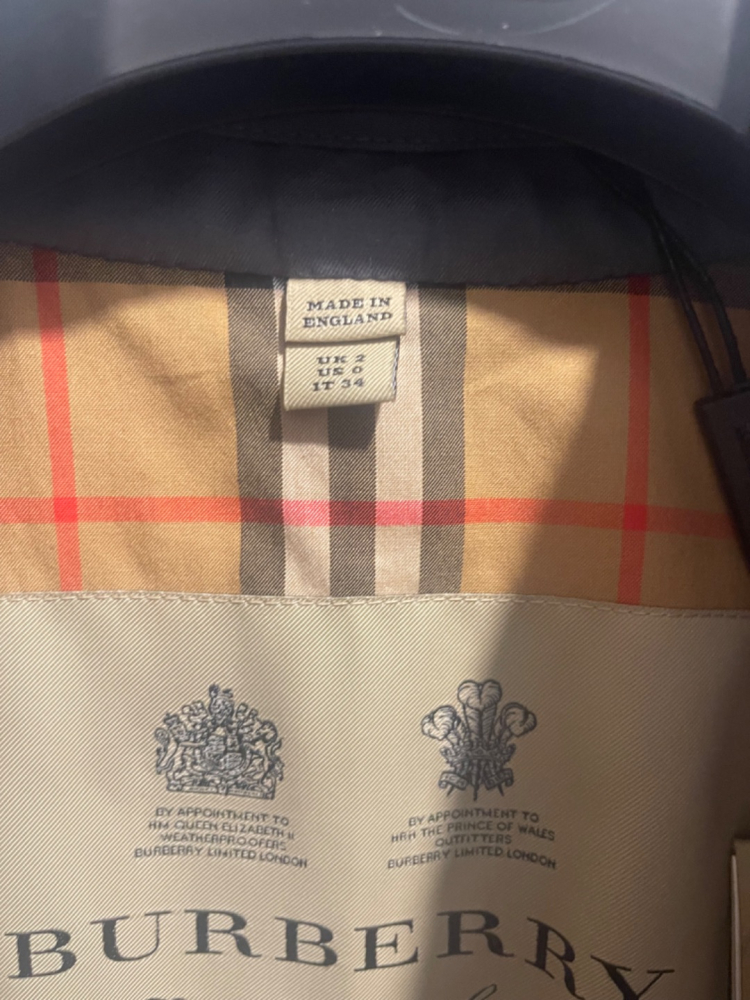 MADE IN
ENGLAND
UK 2
US 0
IT 34
BY APPOINTMENT TO
HM QUEEN ELIZABETH II
WEATHERPROOFERS
BURBERRY LIMITED LONDON
BY APPOINTMENT TO
HRH THE PRINCE OF WALES
OUTFITTERS
BURBERRY LIMITED LONDON
BURBERRY